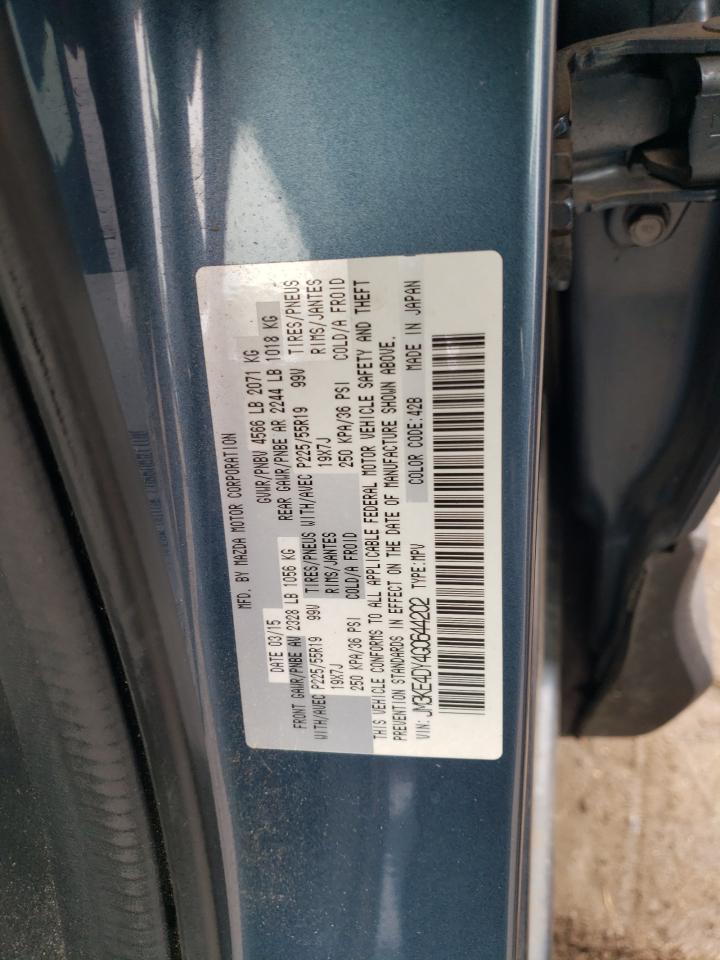 MFD. BY MAZDA MOTOR CORPORATION
DATE 03/15 GVWR/PNBV 4566 LB 2071 KG
FRONT GAWR/PNBE AV 2328 LB 1056 KG REAR GAWR/PNBE AR 2244 LB 1018 KG
WITH/AVEC P225/55R19 99V TIRES/PNEUS WITH/AVEC P225/55R19 99V TIRES/PNEUS
19X7J RIMS/JANTES 19X7J RIMS/JANTES
250 KPA/36 PSI COLD/A FROID 250 KPA/36 PSI COLD/A FROID
THIS VEHICLE CONFORMS TO ALL APPLICABLE FEDERAL MOTOR VEHICLE SAFETY AND THEFT
PREVENTION STANDARDS IN EFFECT ON THE DATE OF MANUFACTURE SHOWN ABOVE.
VIN: JM3KE4DY4G0644202 TYPE:MPV COLOR CODE:42B MADE IN JAPAN